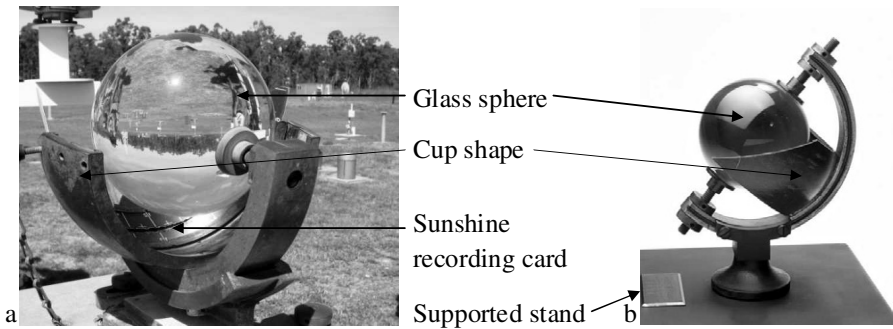 Glass sphere
Cup shape
Sunshine
recording card
a
Supported stand
b